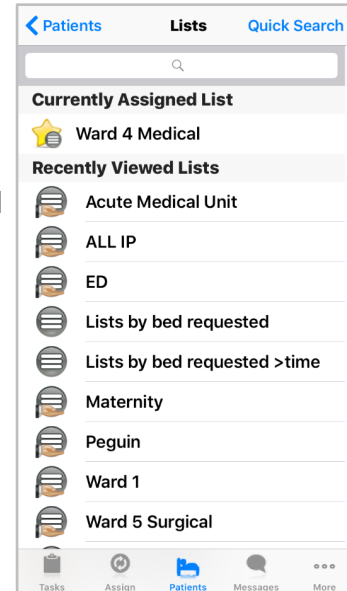 Patients Lists Quick Search
Currently Assigned List
Ward 4 Medical
Recently Viewed Lists
Acute Medical Unit
ALL IP
ED
Lists by bed requested
Lists by bed requested >time
Maternity
Peguin
Ward 1
Ward 5 Surgical
Tasks Assign Patients Messages More